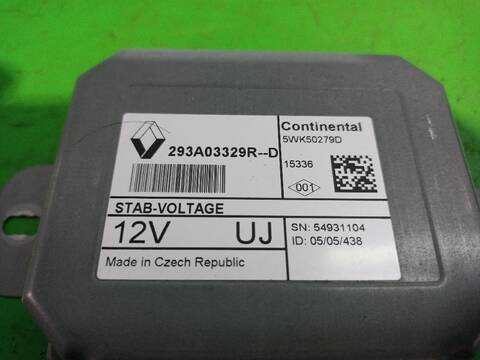 293A03329R--D
Continental
5WK50279D
15336
001
STAB-VOLTAGE
12V UJ
SN: 54931104
ID: 05/05/438
Made in Czech Republic